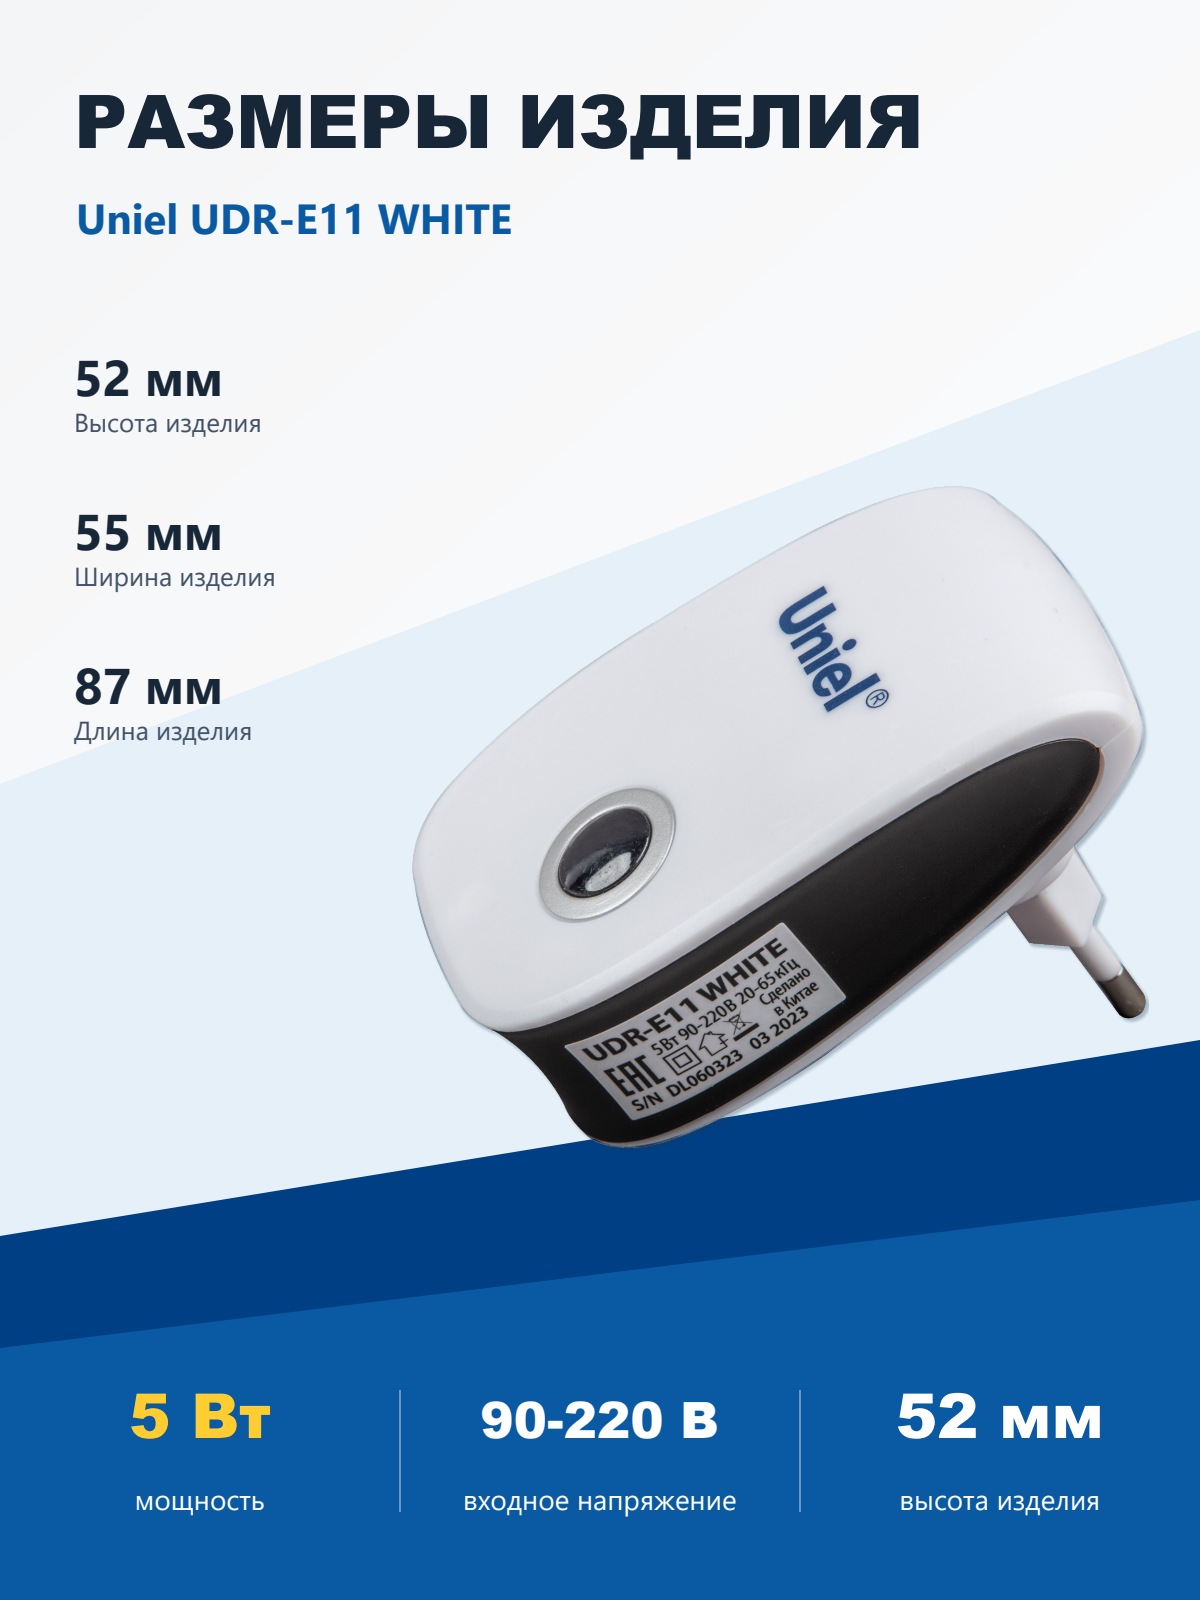 РАЗМЕРЫ ИЗДЕЛИЯ
Uniel UDR-E11 WHITE
52 мм
Высота изделия
55 мм
Ширина изделия
87 мм
Длина изделия
Uniel®
UDR-E11 WHITE
5Вт 90-220В 20-65кГц
EAC
Сделано
в Китае
S/N DL060323 03 2023
5 Вт
мощность
90-220 В
входное напряжение
52 мм
высота изделия